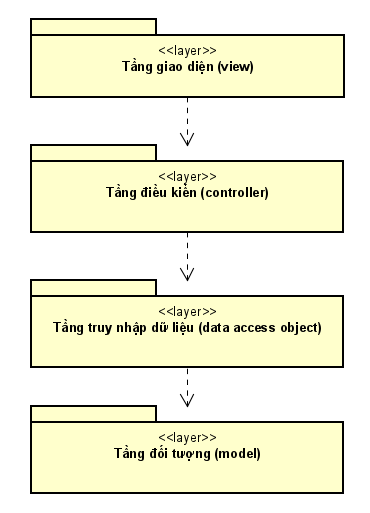 <<layer>>
Tầng giao diện (view)
<<layer>>
Tầng điều kiển (controller)
<<layer>>
Tầng truy nhập dữ liệu (data access object)
<<layer>>
Tầng đối tượng (model)